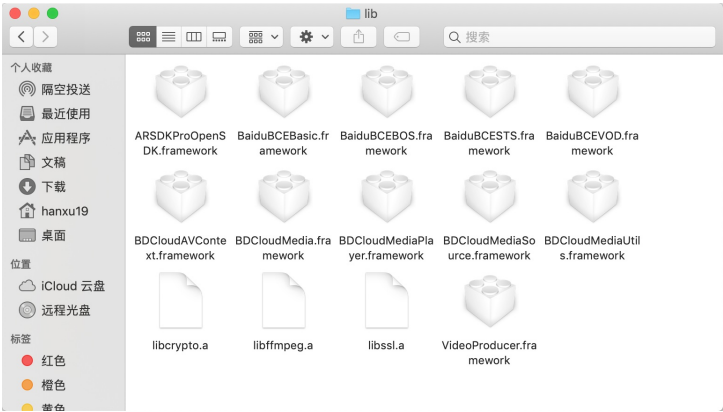 lib
搜索
个人收藏
隔空投送
最近使用
应用程序
文稿
下载
hanxu19
桌面
位置
iCloud 云盘
远程光盘
标签
红色
橙色
黄色
ARSDKProOpenS
DK.framework
BaiduBCEBasic.fr
amework
BaiduBCEBOS.fra
mework
BaiduBCESTS.fra
mework
BaiduBCEVOD.fra
mework
BDCloudAVConte
xt.framework
BDCloudMedia.fra
mework
BDCloudMediaPla
yer.framework
BDCloudMediaSo
urce.framework
BDCloudMediaUtil
s.framework
libcrypto.a
libffmpeg.a
libssl.a
VideoProducer.fra
mework